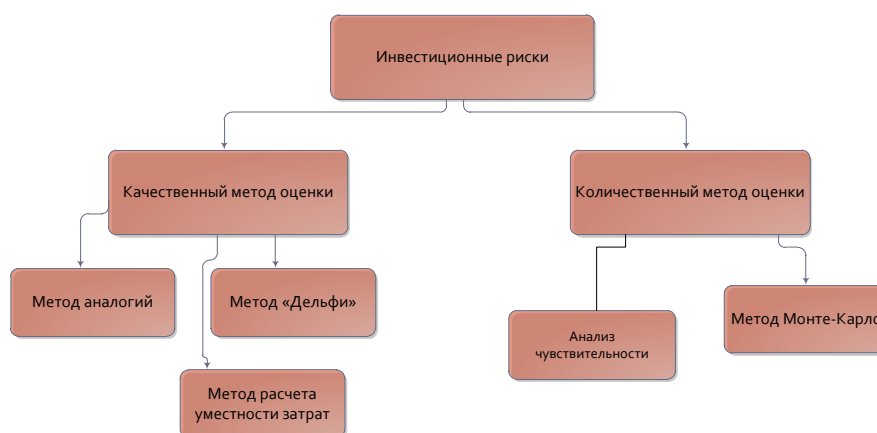 Инвестиционные риски
Качественный метод оценки
Количественный метод оценки
Метод аналогий
Метод «Дельфи»
Метод Монте-Карло
Анализ
чувствительности
Метод расчета
уместности затрат